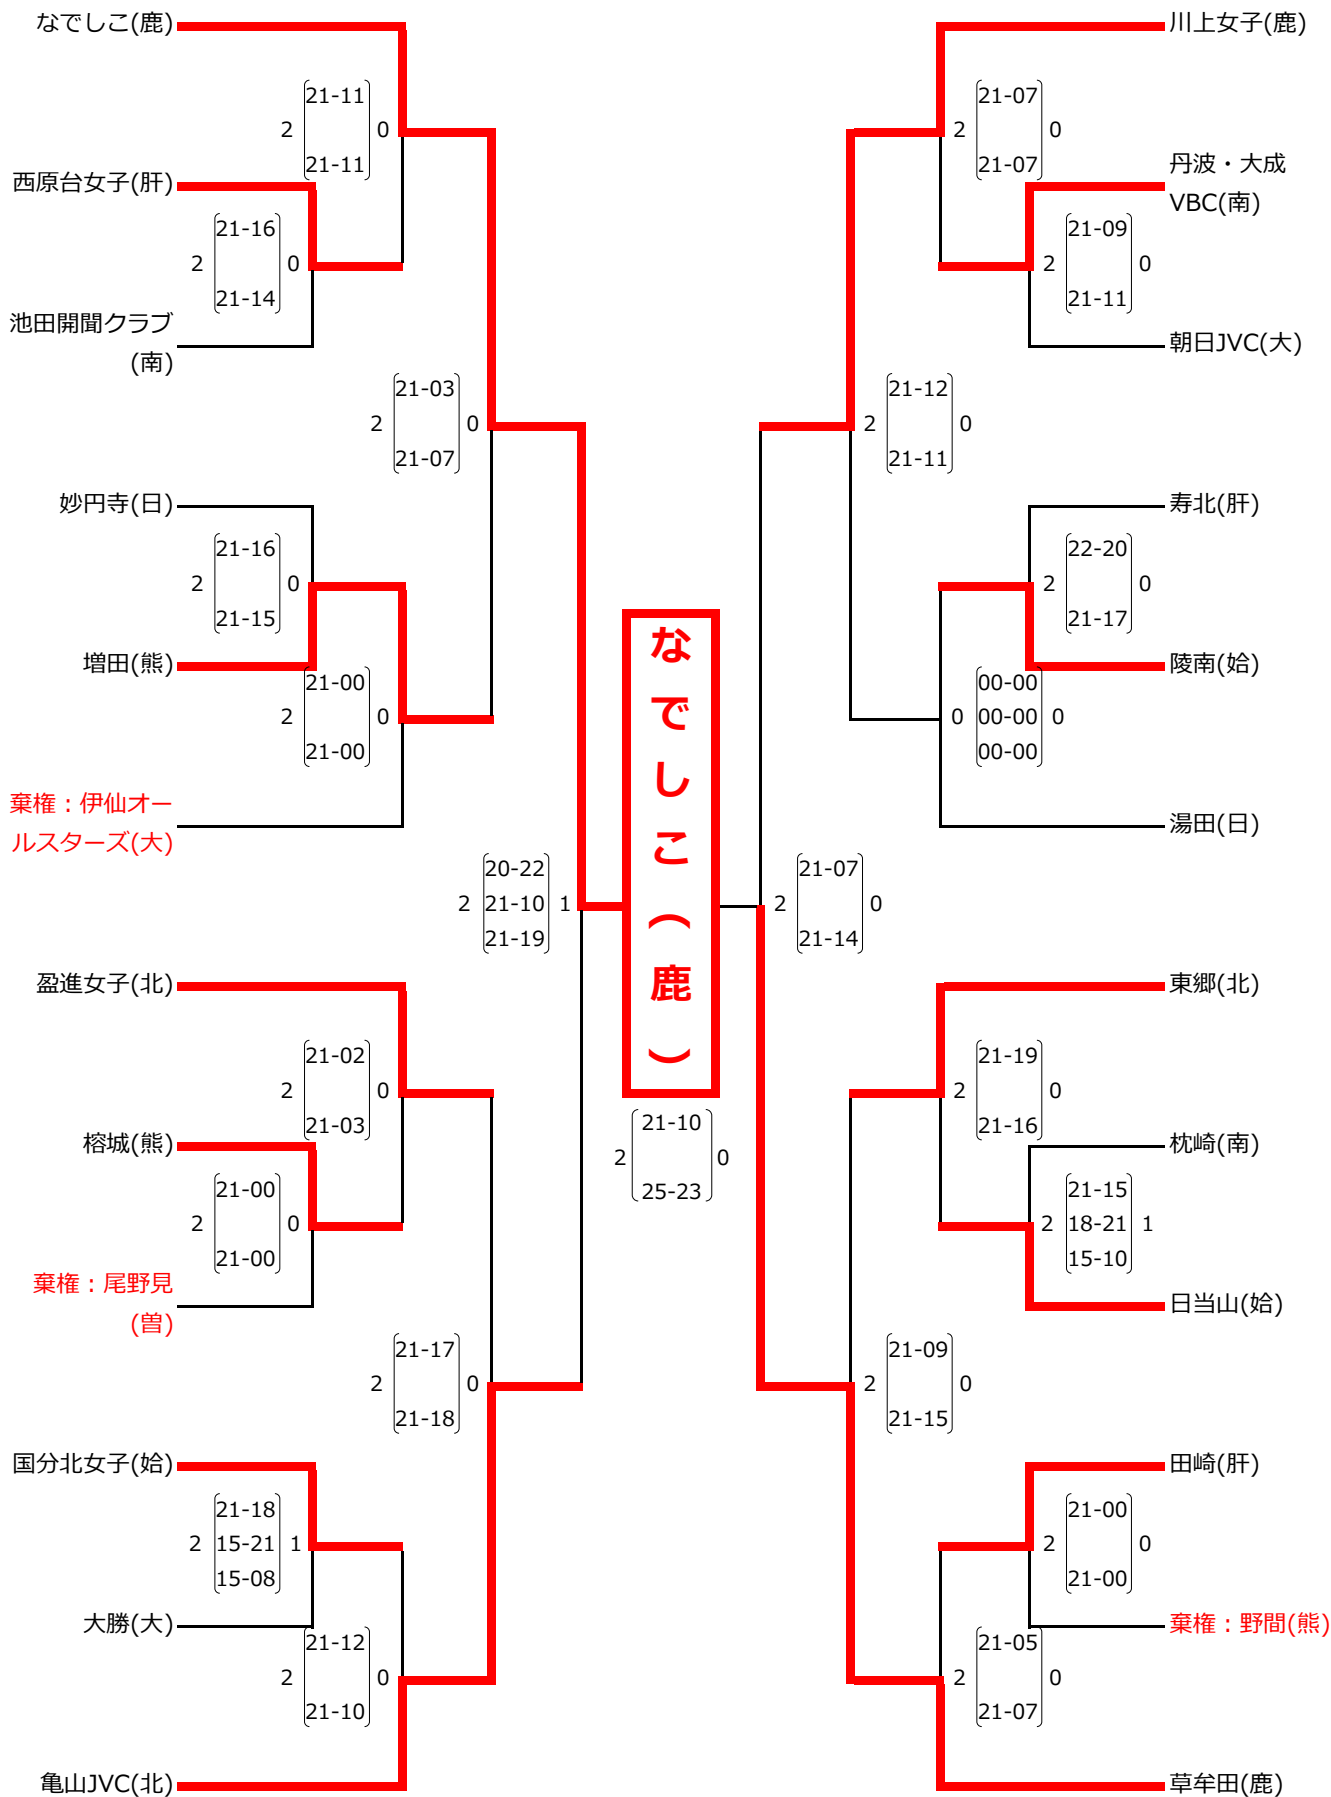 なでしこ(鹿)
21-11
2 0
21-11
西原台女子(肝)
21-16
2 0
21-14
池田開聞クラブ
(南)
21-03
2 0
21-07
妙円寺(日)
21-16
2 0
21-15
増田(熊)
21-00
2 0
21-00
棄権：伊仙オー
ルスターズ(大)
20-22
2 21-10 1
21-19
盈進女子(北)
21-02
2 0
21-03
榕城(熊)
21-00
2 0
21-00
棄権：尾野見
(曽)
21-17
2 0
21-18
国分北女子(姶)
21-18
2 15-21 1
15-08
大勝(大)
21-12
2 0
21-10
亀山JVC(北)
なでしこ(鹿)
21-10
2 0
25-23
川上女子(鹿)
21-07
2 0
21-07
丹波・大成
VBC(南)
21-09
2 0
21-11
朝日JVC(大)
21-12
2 0
21-11
寿北(肝)
22-20
2 0
21-17
陵南(姶)
00-00
0 00-00 0
00-00
湯田(日)
21-07
2 0
21-14
東郷(北)
21-19
2 0
21-16
枕崎(南)
21-15
2 18-21 1
15-10
日当山(姶)
21-09
2 0
21-15
田崎(肝)
21-00
2 0
21-00
棄権：野間(熊)
21-05
2 0
21-07
草牟田(鹿)